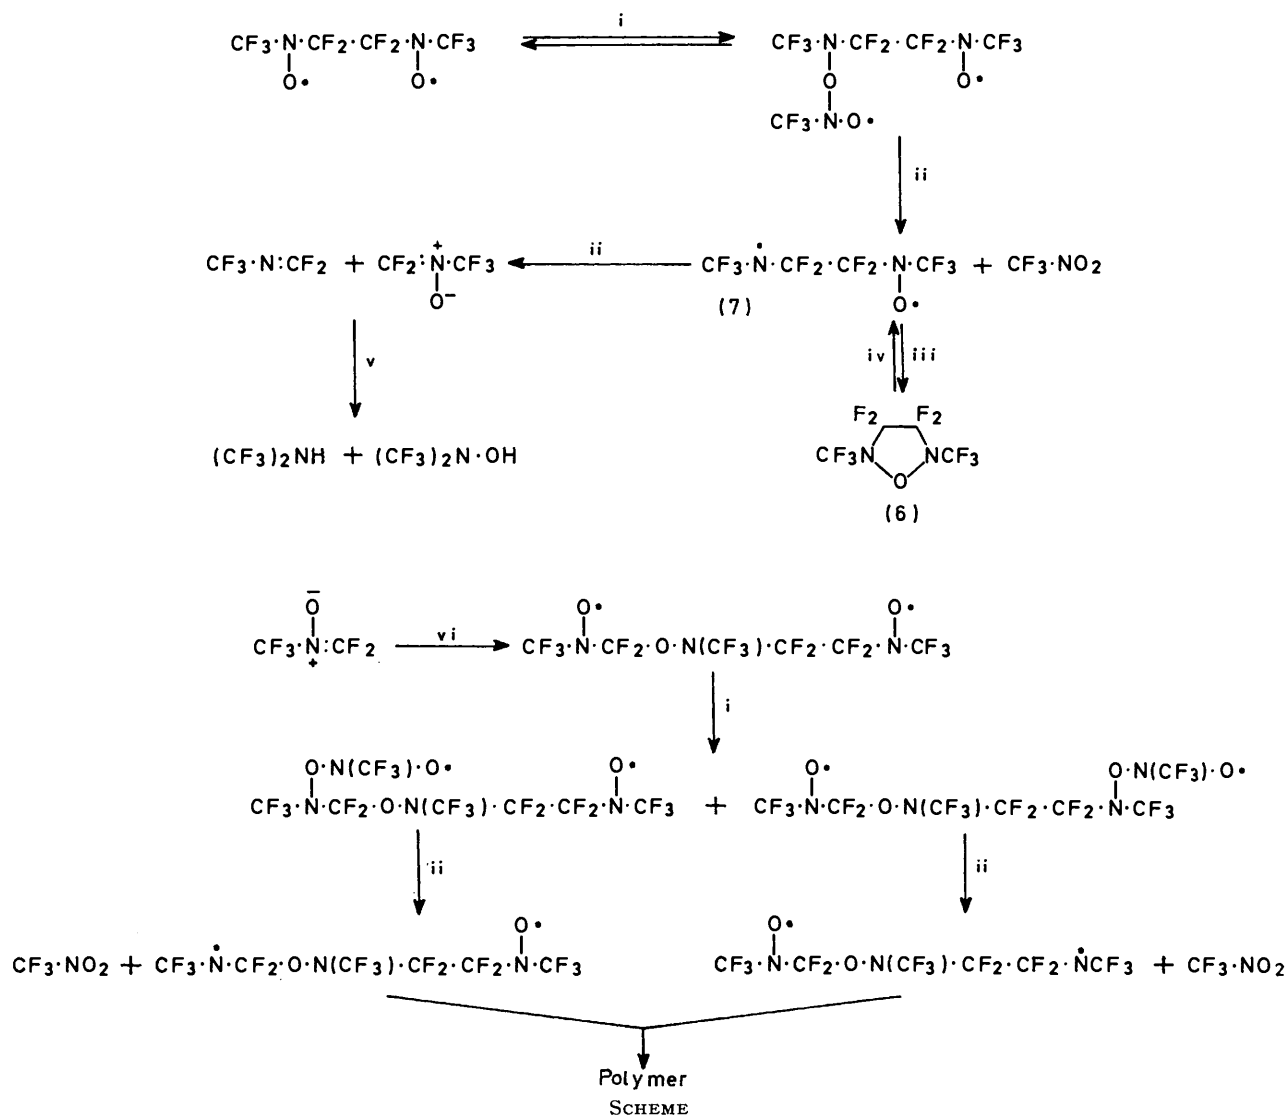 i
CF3·N·CF2·CF2·N·CF3 CF3·N·CF2·CF2·N·CF3
O• O• O O•
CF3·N·O•
ii
CF3·N:CF2 + CF2:N⁺·CF3 ii CF3·Ṅ·CF2·CF2·N·CF3 + CF3·NO2
O⁻ (7) O•
v iv iii
F2 F2
(CF3)2NH + (CF3)2N·OH CF3N NCF3
O
(6)
Ō O• O•
CF3·N:CF2 vi CF3·N·CF2·O·N(CF3)·CF2·CF2·N·CF3
+
i
O·N(CF3)·O• O• O• O·N(CF3)·O•
CF3·N·CF2·O·N(CF3)·CF2·CF2·N·CF3 + CF3·N·CF2·O·N(CF3)·CF2·CF2·N·CF3
ii ii
O• O•
CF3·NO2 + CF3·Ṅ·CF2·O·N(CF3)·CF2·CF2·N·CF3 CF3·N·CF2·O·N(CF3)·CF2·CF2·ṄCF3 + CF3·NO2
Polymer
SCHEME